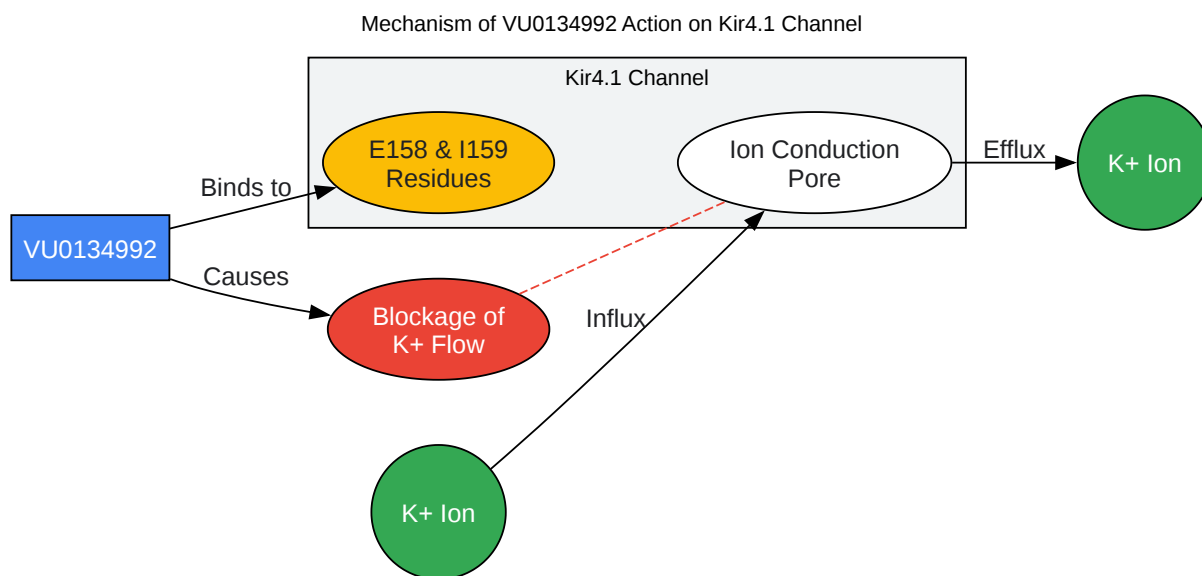 Mechanism of VU0134992 Action on Kir4.1 Channel
Kir4.1 Channel
E158 & I159
Residues
Ion Conduction
Pore
Efflux
K+ Ion
Binds to
VU0134992
Causes
Blockage of
K+ Flow
Influx
K+ Ion